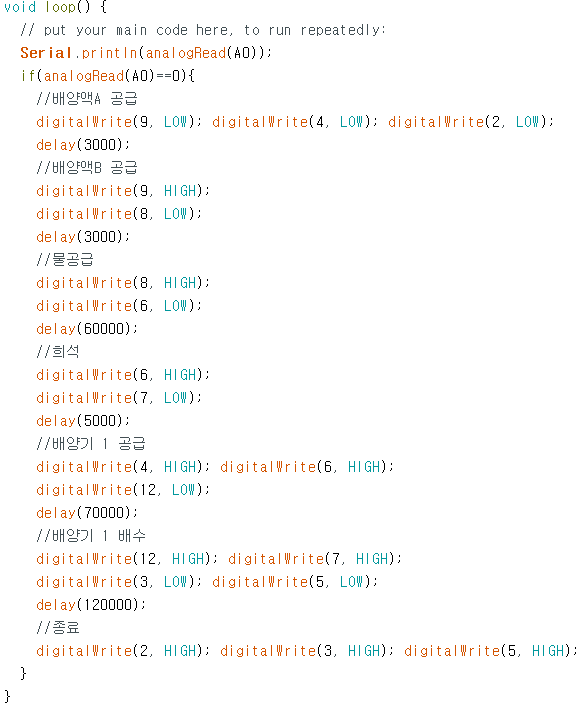 void loop() {
// put your main code here, to run repeatedly:
Serial.println(analogRead(A0));
if(analogRead(A0)==0){
//배양액A 공급
digitalWrite(9, LOW); digitalWrite(4, LOW); digitalWrite(2, LOW);
delay(3000);
//배양액B 공급
digitalWrite(9, HIGH);
digitalWrite(8, LOW);
delay(3000);
//물공급
digitalWrite(8, HIGH);
digitalWrite(6, LOW);
delay(60000);
//희석
digitalWrite(6, HIGH);
digitalWrite(7, LOW);
delay(5000);
//배양기 1 공급
digitalWrite(4, HIGH); digitalWrite(6, HIGH);
digitalWrite(12, LOW);
delay(70000);
//배양기 1 배수
digitalWrite(12, HIGH); digitalWrite(7, HIGH);
digitalWrite(3, LOW); digitalWrite(5, LOW);
delay(120000);
//종료
digitalWrite(2, HIGH); digitalWrite(3, HIGH); digitalWrite(5, HIGH);
}
}